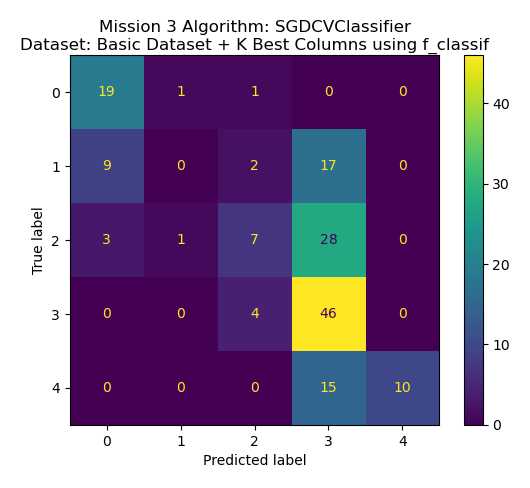 Mission 3 Algorithm: SGDCVClassifier
Dataset: Basic Dataset + K Best Columns using f_classif
0 19 1 1 0 0
1 9 0 2 17 0
2 3 1 7 28 0
3 0 0 4 46 0
4 0 0 0 15 10
0 1 2 3 4
Predicted label
True label
40
30
20
10
0